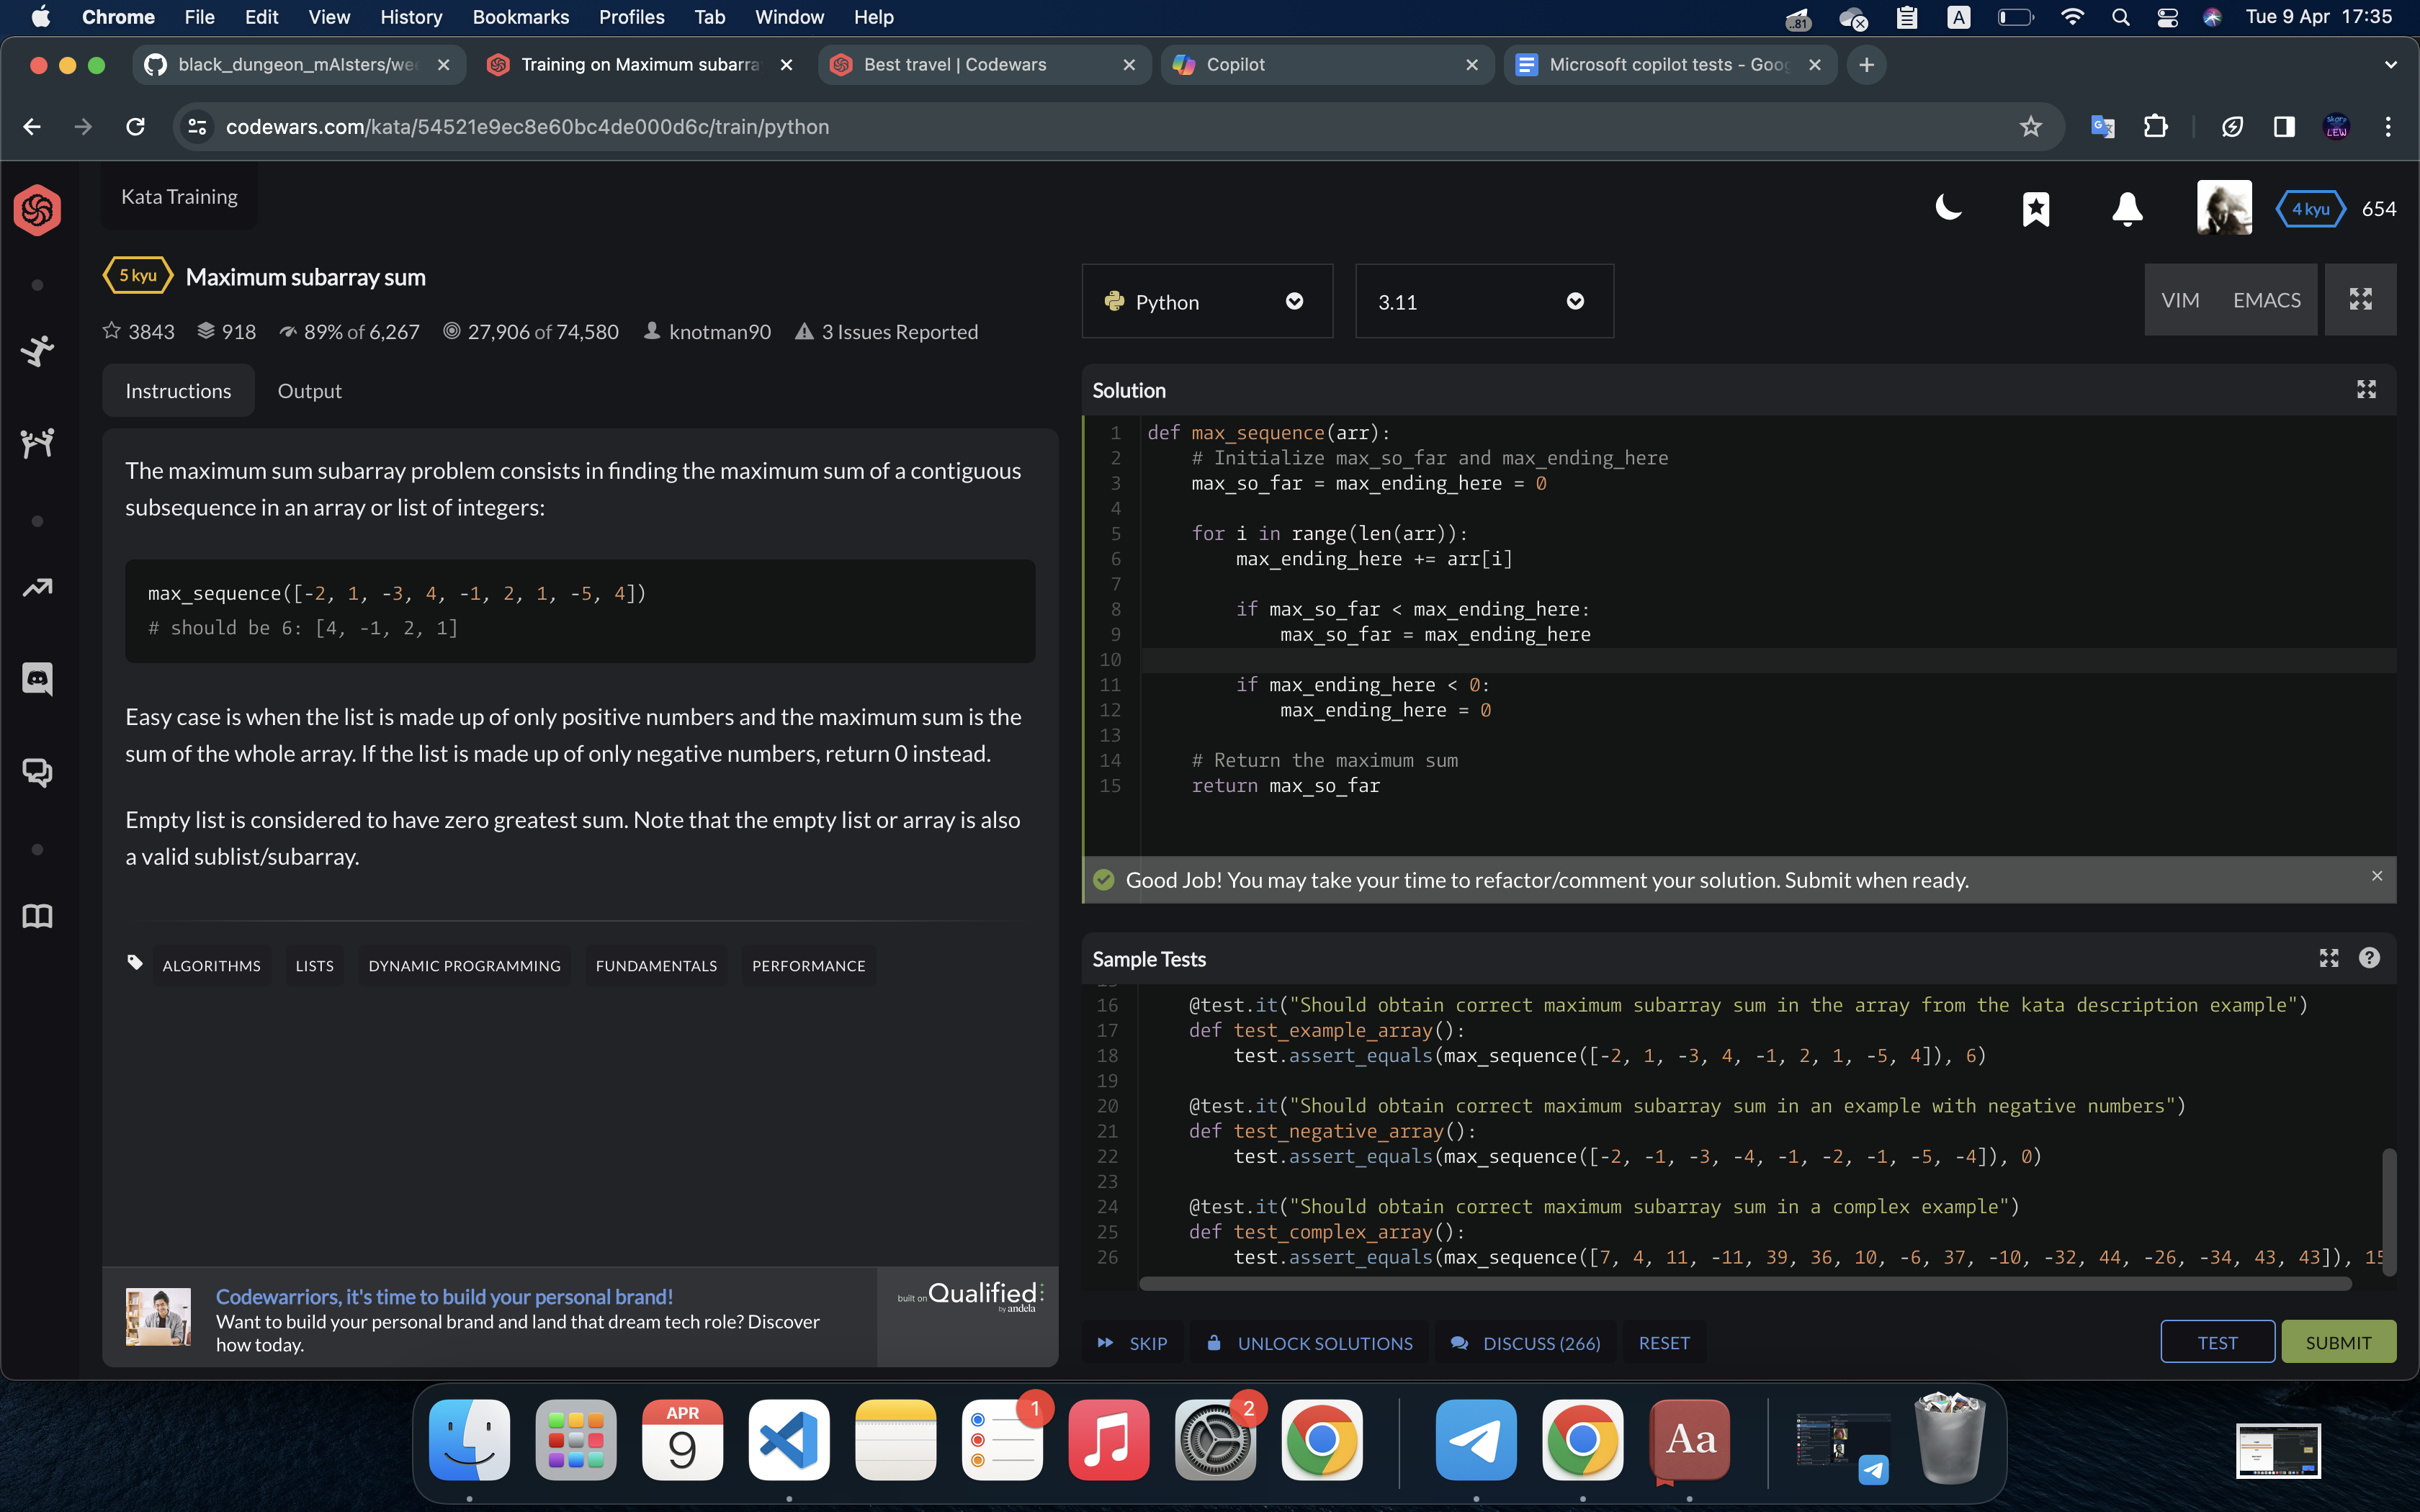 Chrome File Edit View History Bookmarks Profiles Tab Window Help
..81 A Tue 9 Apr 17:35
black_dungeon_mAIsters/wee
Training on Maximum subarra
Best travel | Codewars
Copilot
Microsoft copilot tests - Goog
codewars.com/kata/54521e9ec8e60bc4de000d6c/train/python
Kata Training
4 kyu 654
5 kyu Maximum subarray sum
3843 918 89% of 6,267 27,906 of 74,580 knotman90 3 Issues Reported
Instructions Output
The maximum sum subarray problem consists in finding the maximum sum of a contiguous
subsequence in an array or list of integers:
max_sequence([-2, 1, -3, 4, -1, 2, 1, -5, 4])
# should be 6: [4, -1, 2, 1]
Easy case is when the list is made up of only positive numbers and the maximum sum is the
sum of the whole array. If the list is made up of only negative numbers, return 0 instead.
Empty list is considered to have zero greatest sum. Note that the empty list or array is also
a valid sublist/subarray.
ALGORITHMS LISTS DYNAMIC PROGRAMMING FUNDAMENTALS PERFORMANCE
Codewarriors, it's time to build your personal brand!
Want to build your personal brand and land that dream tech role? Discover
how today.
built on Qualified
by andela
Python 3.11 VIM EMACS
Solution
1 def max_sequence(arr):
2 # Initialize max_so_far and max_ending_here
3 max_so_far = max_ending_here = 0
4
5 for i in range(len(arr)):
6 max_ending_here += arr[i]
7
8 if max_so_far < max_ending_here:
9 max_so_far = max_ending_here
10
11 if max_ending_here < 0:
12 max_ending_here = 0
13
14 # Return the maximum sum
15 return max_so_far
Good Job! You may take your time to refactor/comment your solution. Submit when ready.
Sample Tests
16 @test.it("Should obtain correct maximum subarray sum in the array from the kata description example")
17 def test_example_array():
18 test.assert_equals(max_sequence([-2, 1, -3, 4, -1, 2, 1, -5, 4]), 6)
19
20 @test.it("Should obtain correct maximum subarray sum in an example with negative numbers")
21 def test_negative_array():
22 test.assert_equals(max_sequence([-2, -1, -3, -4, -1, -2, -1, -5, -4]), 0)
23
24 @test.it("Should obtain correct maximum subarray sum in a complex example")
25 def test_complex_array():
26 test.assert_equals(max_sequence([7, 4, 11, -11, 39, 36, 10, -6, 37, -10, -32, 44, -26, -34, 43, 43]), 15
SKIP UNLOCK SOLUTIONS DISCUSS (266) RESET TEST SUBMIT
APR
9
1
2
Aa